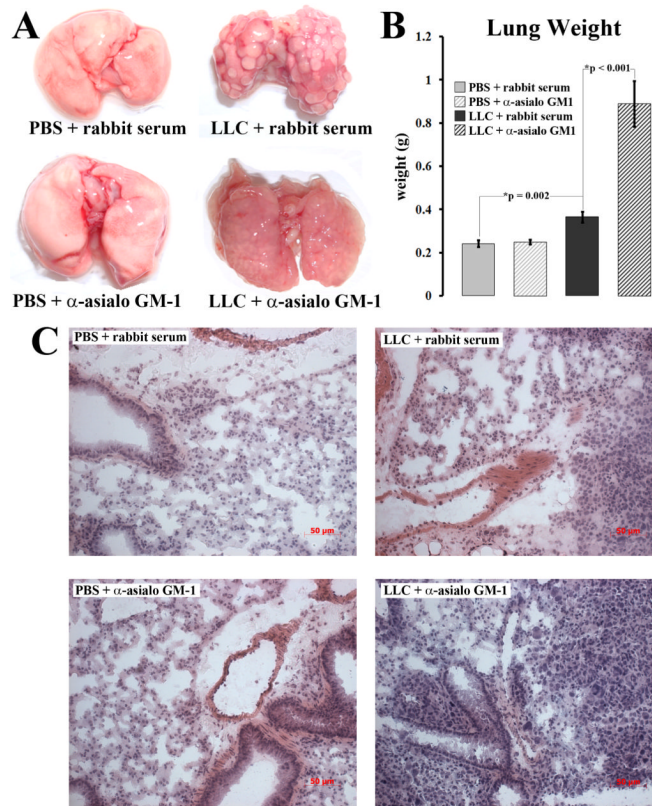 A
PBS + rabbit serum
LLC + rabbit serum
PBS + α-asialo GM-1
LLC + α-asialo GM-1
B
Lung Weight
*p < 0.001
PBS + rabbit serum
PBS + α-asialo GM1
LLC + rabbit serum
LLC + α-asialo GM1
*p = 0.002
weight (g)
1.2
1
0.8
0.6
0.4
0.2
0
C
PBS + rabbit serum
50 µm
LLC + rabbit serum
50 µm
PBS + α-asialo GM-1
50 µm
LLC + α-asialo GM-1